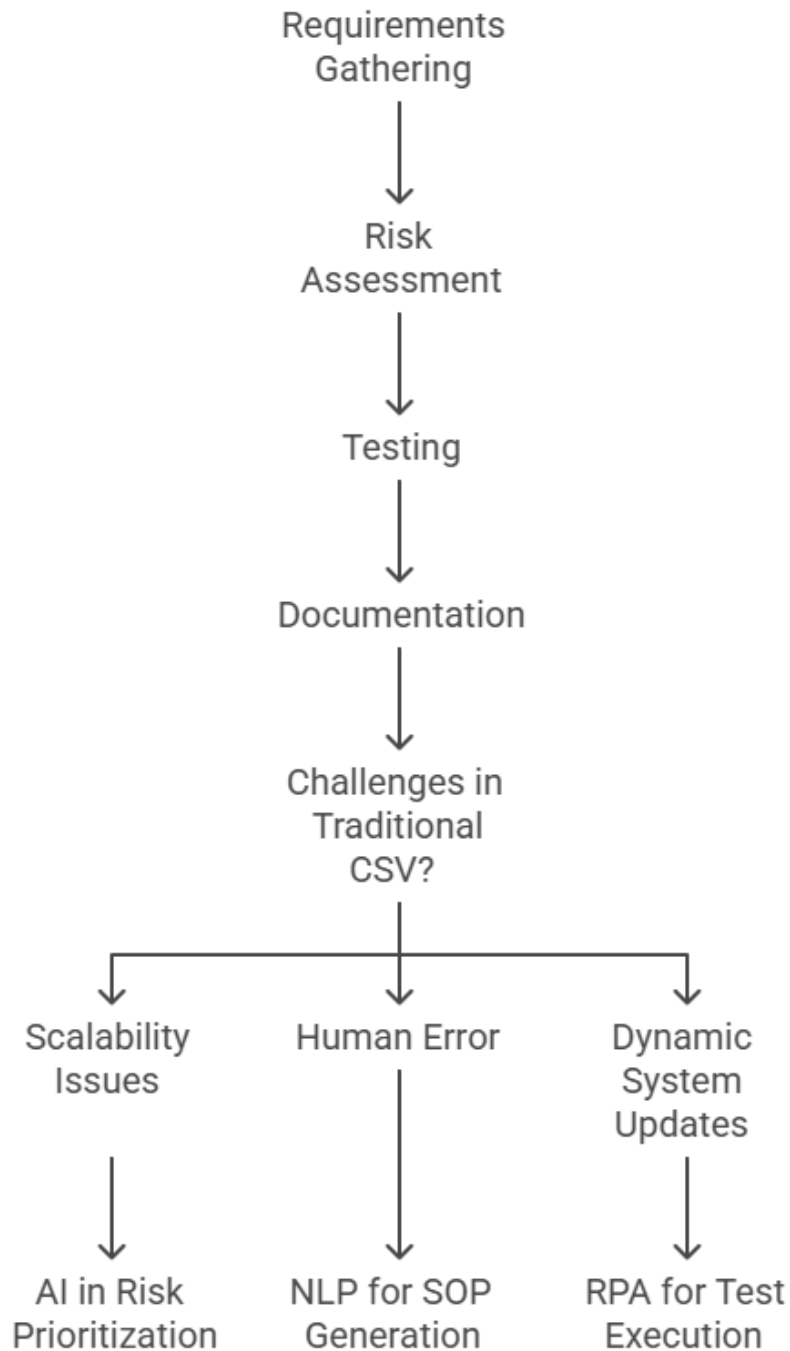 Requirements
Gathering
Risk
Assessment
Testing
Documentation
Challenges in
Traditional
CSV?
Scalability
Issues
Human Error
Dynamic
System
Updates
AI in Risk
Prioritization
NLP for SOP
Generation
RPA for Test
Execution